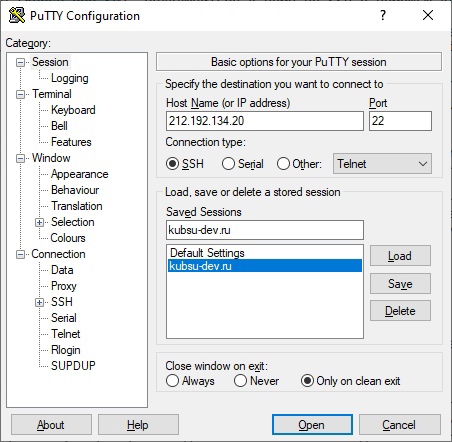 PuTTY Configuration
?
Category:
Session
Logging
Terminal
Keyboard
Bell
Features
Window
Appearance
Behaviour
Translation
Selection
Colours
Connection
Data
Proxy
SSH
Serial
Telnet
Rlogin
SUPDUP
Basic options for your PuTTY session
Specify the destination you want to connect to
Host Name (or IP address) Port
212.192.134.20 22
Connection type:
SSH Serial Other: Telnet
Load, save or delete a stored session
Saved Sessions
kubsu-dev.ru
Default Settings
kubsu-dev.ru
Load
Save
Delete
Close window on exit:
Always Never Only on clean exit
About Help Open Cancel